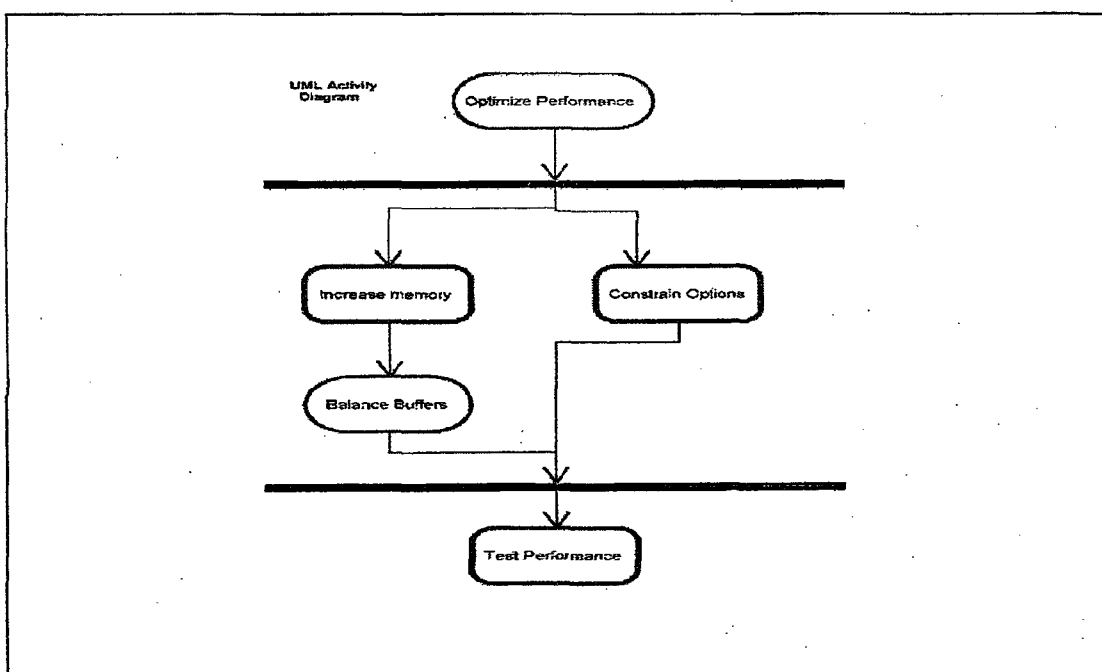 UML Activity
Diagram
Optimize Performance
Increase memory
Constrain Options
Balance Buffers
Test Performance